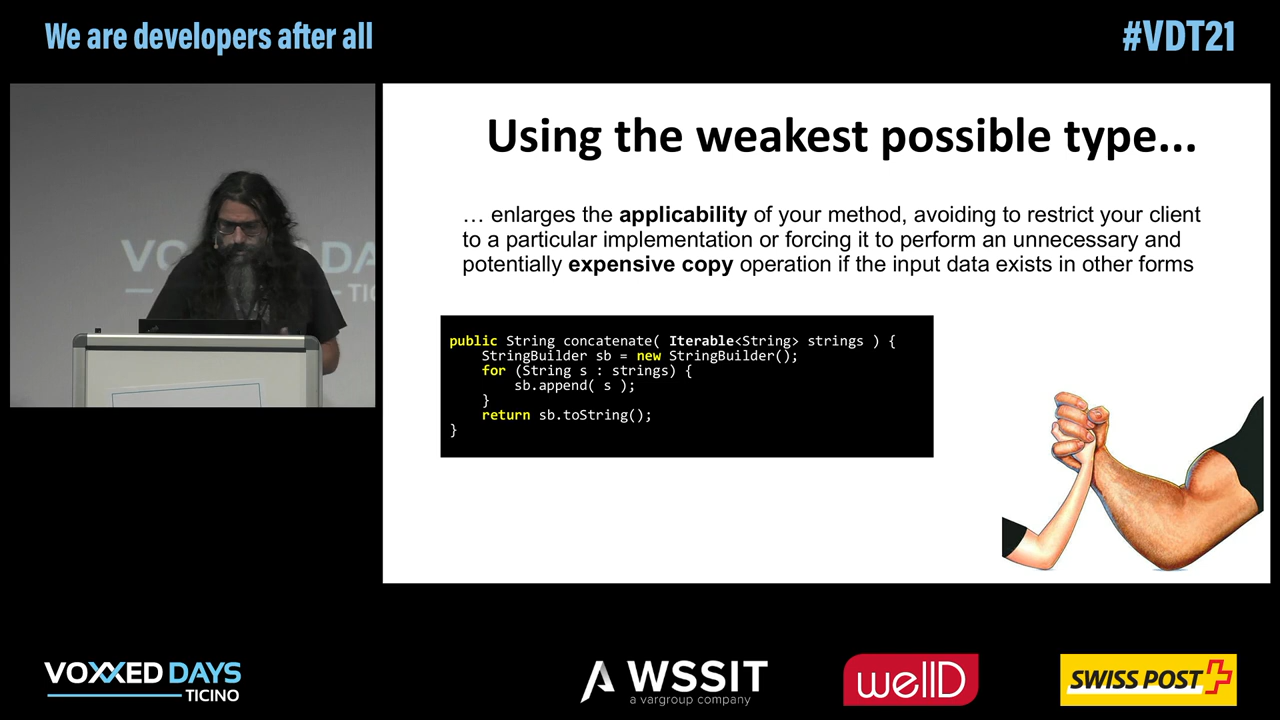 We are developers after all
#VDT21
Using the weakest possible type...
… enlarges the applicability of your method, avoiding to restrict your client
to a particular implementation or forcing it to perform an unnecessary and
potentially expensive copy operation if the input data exists in other forms
public String concatenate( Iterable<String> strings ) {
    StringBuilder sb = new StringBuilder();
    for (String s : strings) {
        sb.append( s );
    }
    return sb.toString();
}
VOXXED DAYS
TICINO
WSSIT
a vargroup company
wellD
SWISS POST